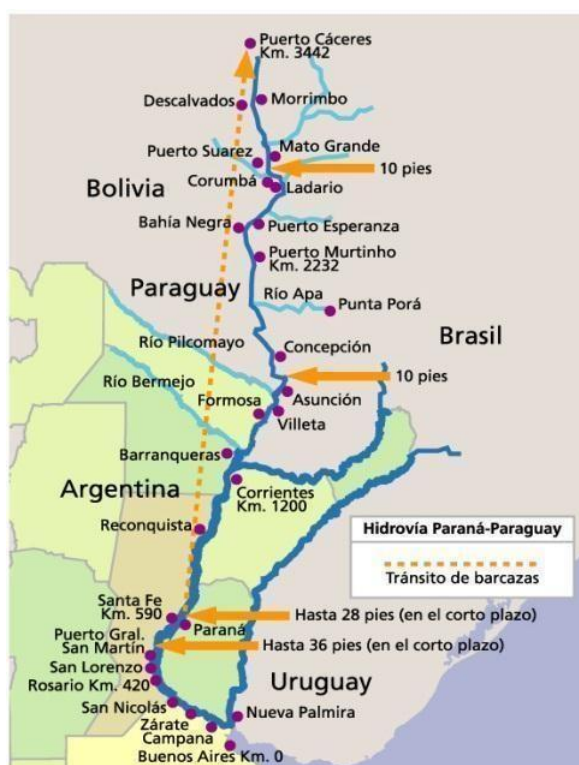 Puerto Cáceres
Km. 3442
Descalvados
Morrimbo
Mato Grande
Puerto Suarez
10 pies
Corumbá
Ladario
Bolivia
Bahía Negra
Puerto Esperanza
Puerto Murtinho
Km. 2232
Paraguay
Río Apa
Punta Porá
Brasil
Río Pilcomayo
Concepción
10 pies
Río Bermejo
Asunción
Formosa
Villeta
Barranqueras
Argentina
Corrientes
Km. 1200
Reconquista
Hidrovía Paraná-Paraguay
Tránsito de barcazas
Santa Fe
Km. 590
Hasta 28 pies (en el corto plazo)
Paraná
Puerto Gral.
San Martín
Hasta 36 pies (en el corto plazo)
San Lorenzo
Rosario Km. 420
Uruguay
San Nicolás
Nueva Palmira
Zárate
Campana
Buenos Aires Km. 0